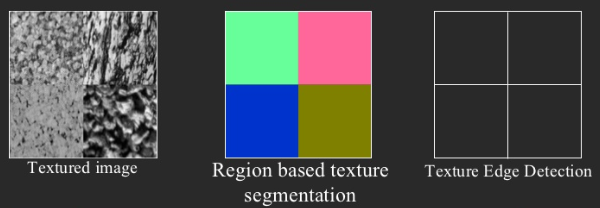 Textured image
Region based texture
segmentation
Texture Edge Detection